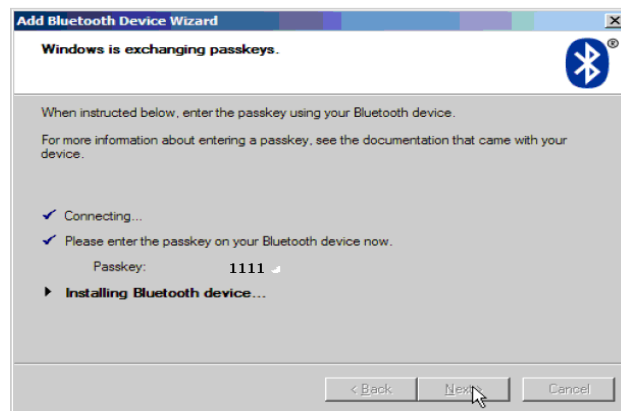 Add Bluetooth Device Wizard
Windows is exchanging passkeys.
®
When instructed below, enter the passkey using your Bluetooth device.
For more information about entering a passkey, see the documentation that came with your
device.
Connecting...
Please enter the passkey on your Bluetooth device now.
Passkey: 1111
Installing Bluetooth device...
< Back Next > Cancel